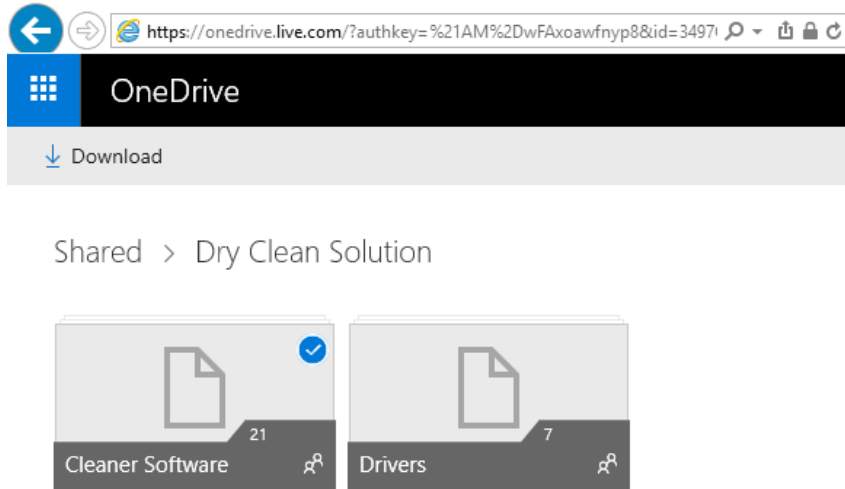 https://onedrive.live.com/?authkey=%21AM%2DwFAxoawfnyp8&id=3497
OneDrive
Download
Shared > Dry Clean Solution
21
7
Cleaner Software
Drivers